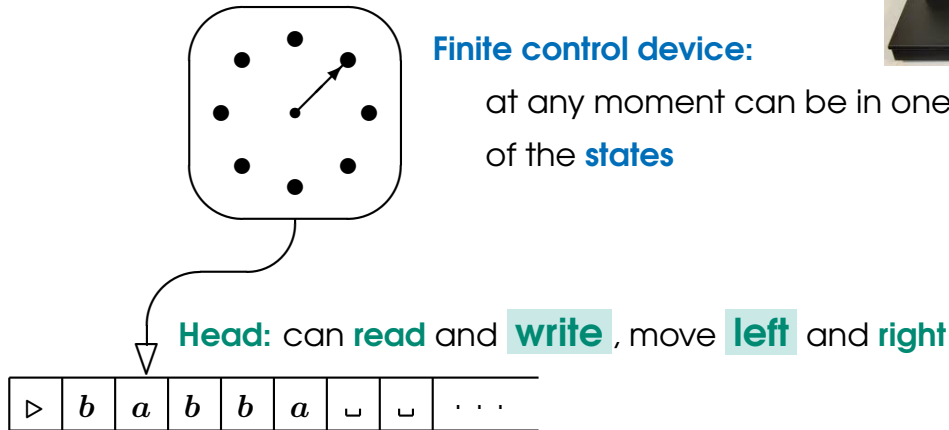 Finite control device:
at any moment can be in one
of the states
Head: can read and write, move left and right
▷ b a b b a ␣ ␣ · · ·